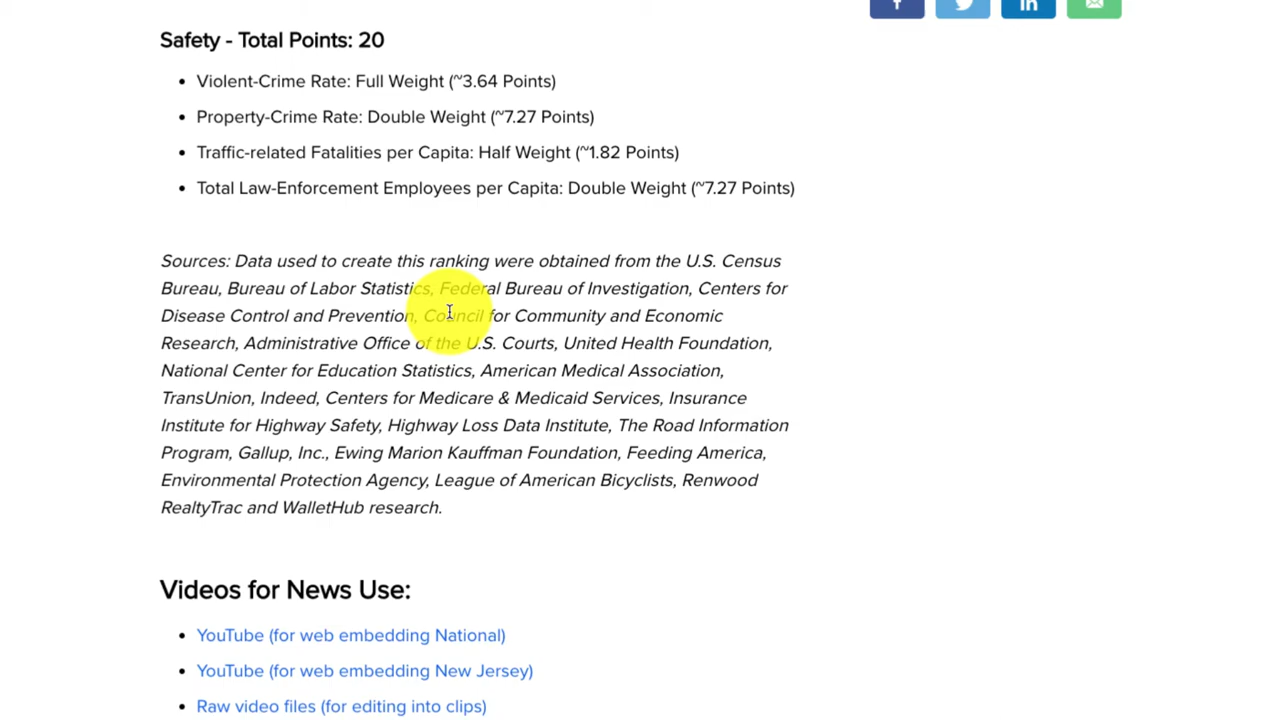 Safety - Total Points: 20
• Violent-Crime Rate: Full Weight (~3.64 Points)
• Property-Crime Rate: Double Weight (~7.27 Points)
• Traffic-related Fatalities per Capita: Half Weight (~1.82 Points)
• Total Law-Enforcement Employees per Capita: Double Weight (~7.27 Points)
Sources: Data used to create this ranking were obtained from the U.S. Census
Bureau, Bureau of Labor Statistics, Federal Bureau of Investigation, Centers for
Disease Control and Prevention, Council for Community and Economic
Research, Administrative Office of the U.S. Courts, United Health Foundation,
National Center for Education Statistics, American Medical Association,
TransUnion, Indeed, Centers for Medicare & Medicaid Services, Insurance
Institute for Highway Safety, Highway Loss Data Institute, The Road Information
Program, Gallup, Inc., Ewing Marion Kauffman Foundation, Feeding America,
Environmental Protection Agency, League of American Bicyclists, Renwood
RealtyTrac and WalletHub research.
Videos for News Use:
• YouTube (for web embedding National)
• YouTube (for web embedding New Jersey)
• Raw video files (for editing into clips)